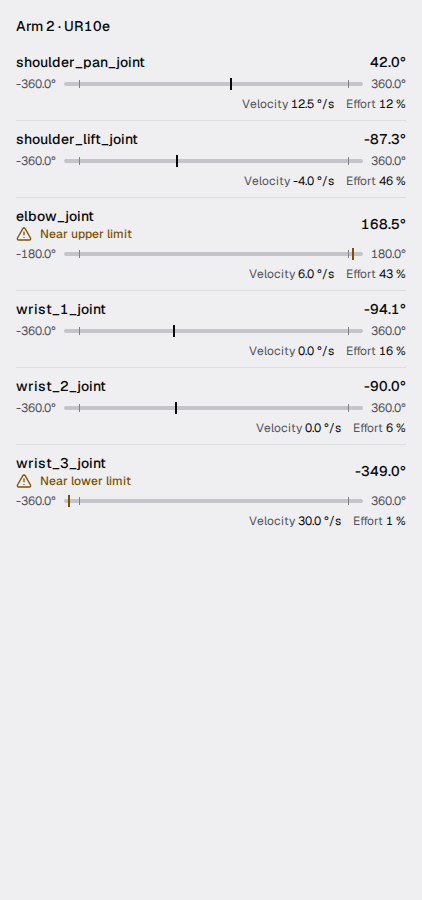 Arm 2 · UR10e
shoulder_pan_joint 42.0°
-360.0° 360.0°
Velocity 12.5 °/s Effort 12 %
shoulder_lift_joint -87.3°
-360.0° 360.0°
Velocity -4.0 °/s Effort 46 %
elbow_joint 168.5°
Near upper limit
-180.0° 180.0°
Velocity 6.0 °/s Effort 43 %
wrist_1_joint -94.1°
-360.0° 360.0°
Velocity 0.0 °/s Effort 16 %
wrist_2_joint -90.0°
-360.0° 360.0°
Velocity 0.0 °/s Effort 6 %
wrist_3_joint -349.0°
Near lower limit
-360.0° 360.0°
Velocity 30.0 °/s Effort 1 %